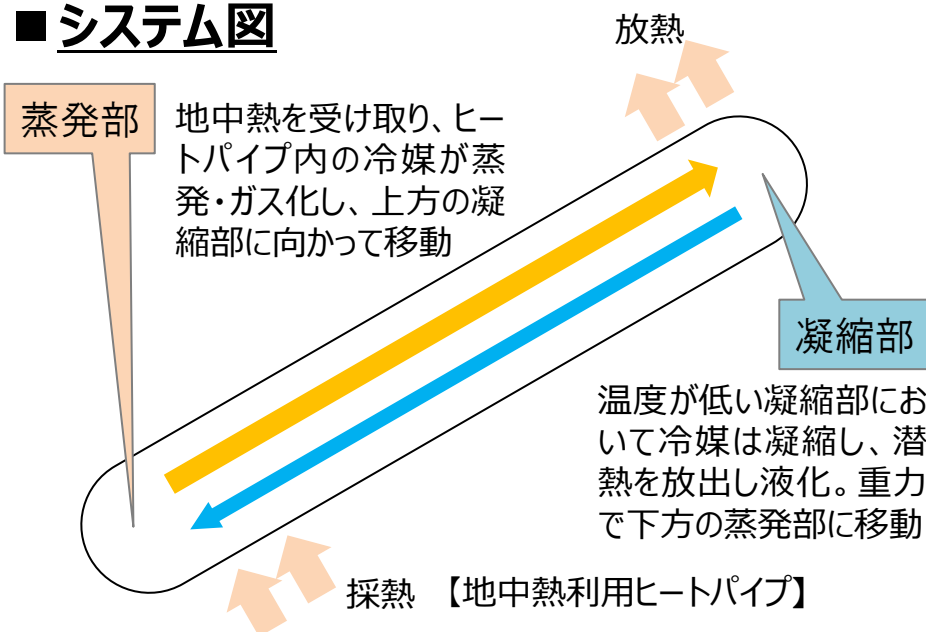 ■システム図
放熱
蒸発部
地中熱を受け取り、ヒー
トパイプ内の冷媒が蒸
発・ガス化し、上方の凝
縮部に向かって移動
凝縮部
温度が低い凝縮部にお
いて冷媒は凝縮し、潜
熱を放出し液化。重力
で下方の蒸発部に移動
採熱 【地中熱利用ヒートパイプ】